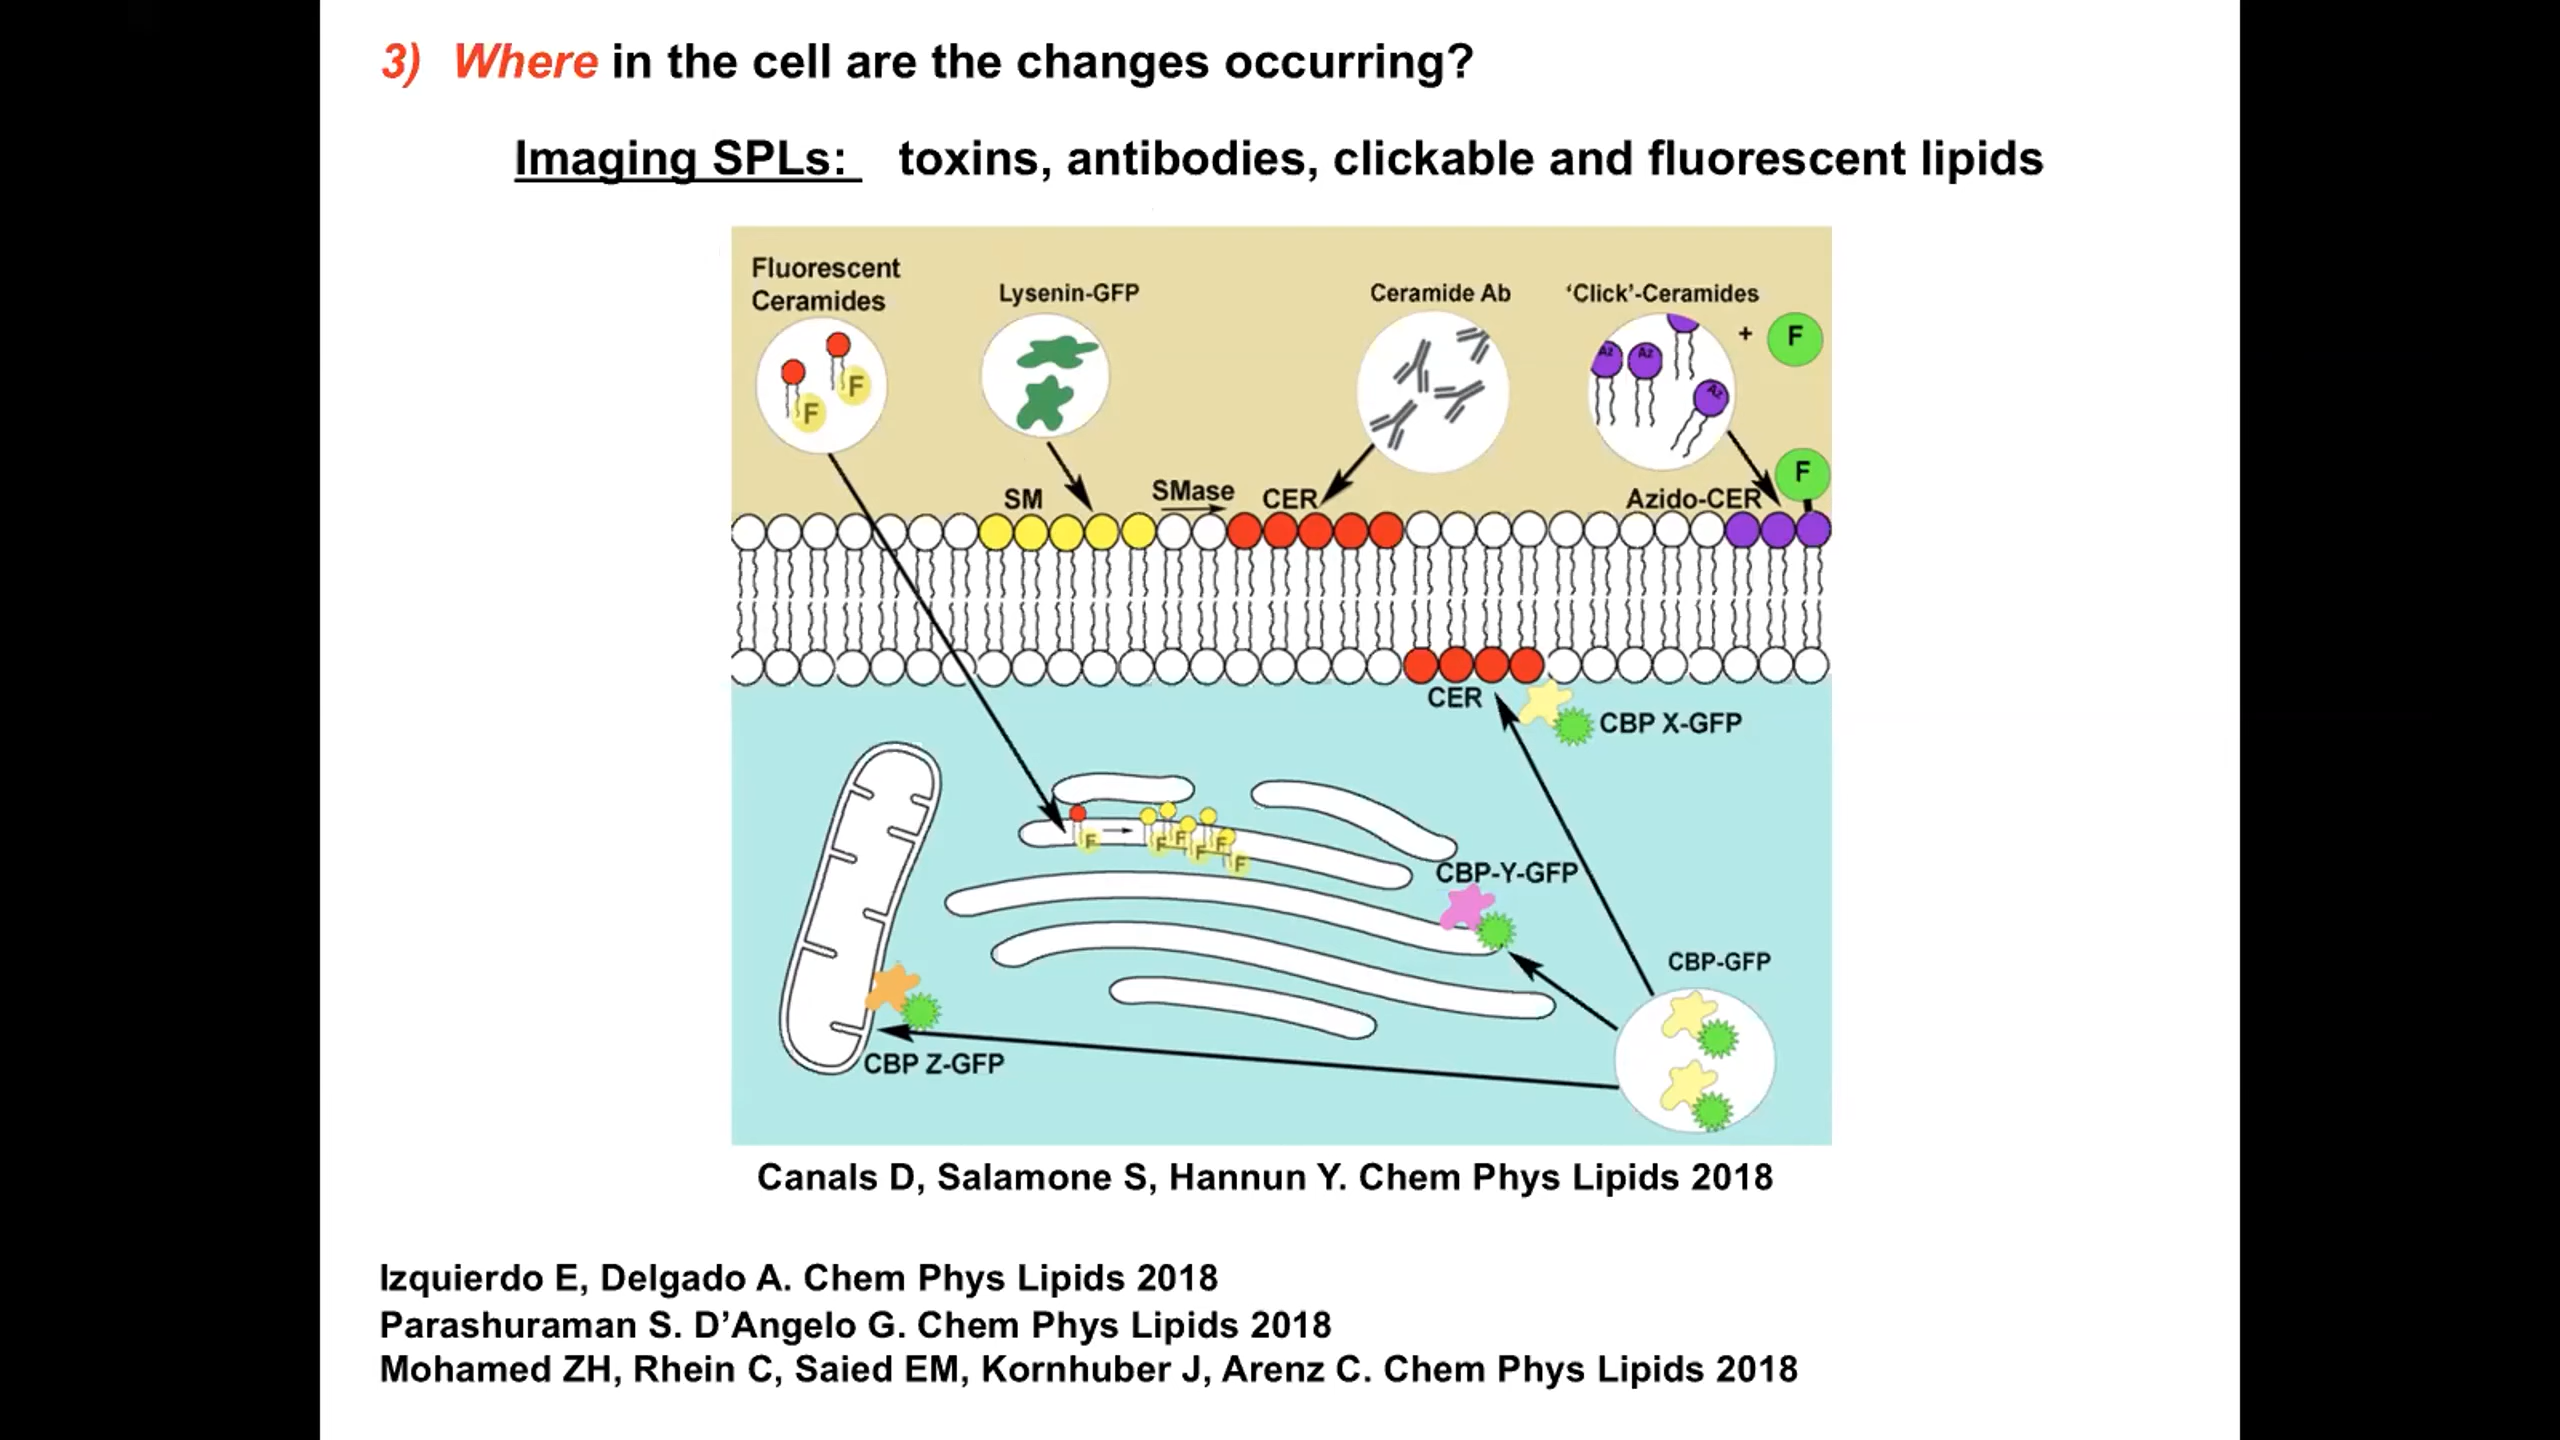 3) Where in the cell are the changes occurring?
Imaging SPLs: toxins, antibodies, clickable and fluorescent lipids
Fluorescent
Ceramides
Lysenin-GFP
Ceramide Ab
‘Click’-Ceramides
+ F
F
F
Az Az
Az
F
SM
SMase
CER
Azido-CER
CER
CBP X-GFP
F F F F F F
CBP-Y-GFP
CBP-GFP
CBP Z-GFP
Canals D, Salamone S, Hannun Y. Chem Phys Lipids 2018
Izquierdo E, Delgado A. Chem Phys Lipids 2018
Parashuraman S. D’Angelo G. Chem Phys Lipids 2018
Mohamed ZH, Rhein C, Saied EM, Kornhuber J, Arenz C. Chem Phys Lipids 2018